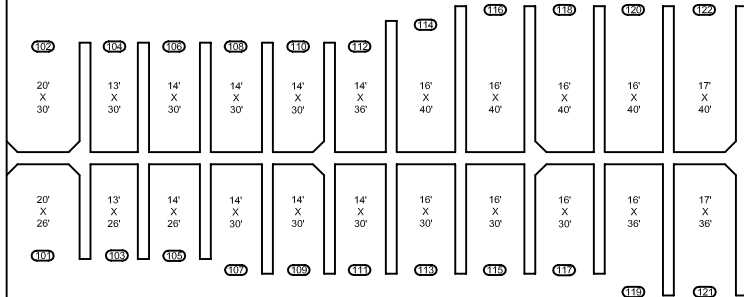 116 118 120 122
114
102 104 106 108 110 112
20' 13' 14' 14' 14' 14' 16' 16' 16' 16' 17'
X X X X X X X X X X X
30' 30' 30' 30' 30' 36' 40' 40' 40' 40' 40'
20' 13' 14' 14' 14' 14' 16' 16' 16' 16' 17'
X X X X X X X X X X X
26' 26' 26' 30' 30' 30' 30' 30' 30' 36' 36'
101 103 105
107 109 111 113 115 117
119 121